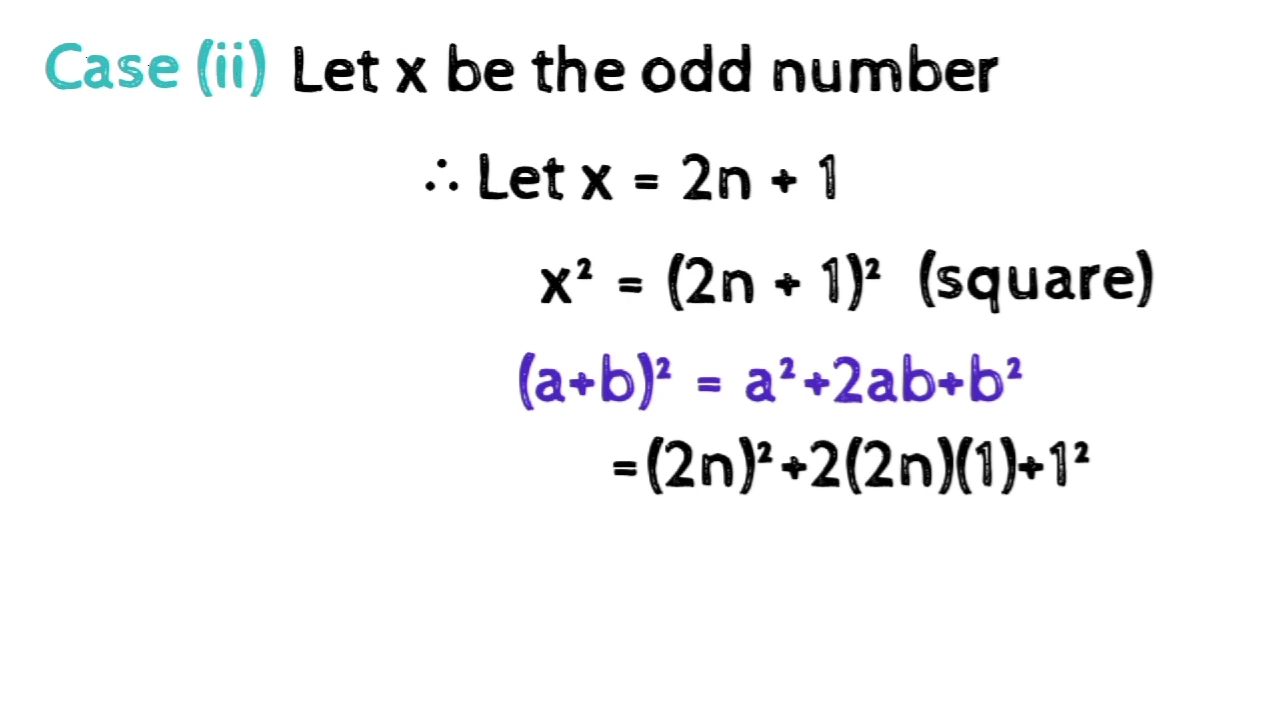 Case (ii) Let x be the odd number
∴ Let x = 2n + 1
x² = (2n + 1)² (square)
(a+b)² = a²+2ab+b²
=(2n)²+2(2n)(1)+1²